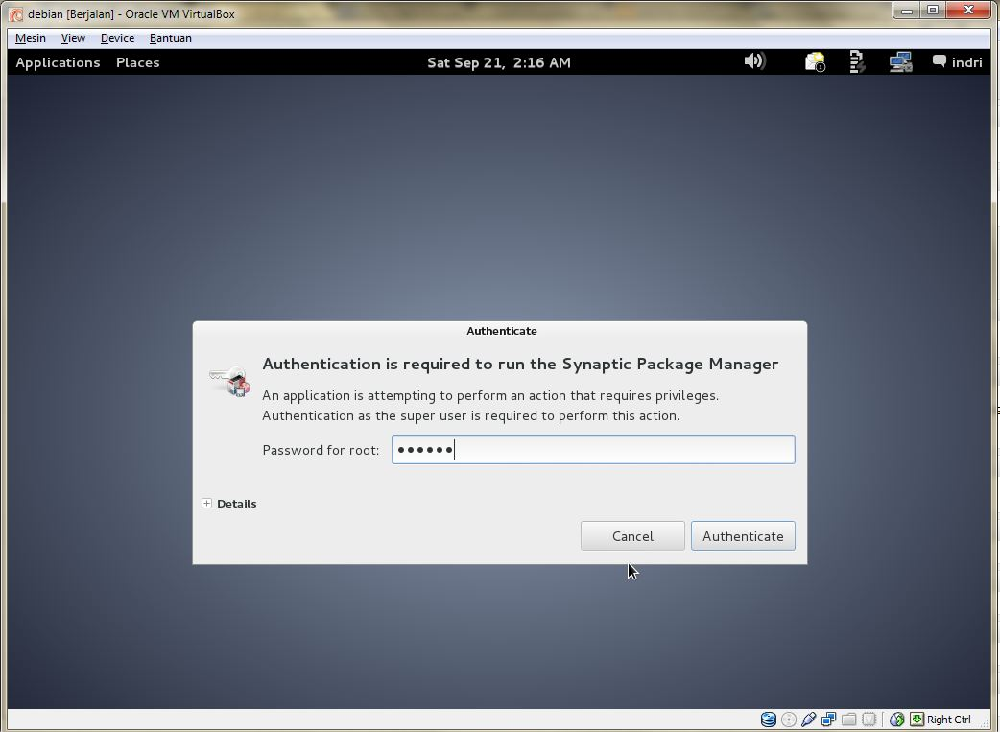 debian [Berjalan] - Oracle VM VirtualBox
Mesin View Device Bantuan
Applications Places Sat Sep 21, 2:16 AM indri
Authenticate
Authentication is required to run the Synaptic Package Manager
An application is attempting to perform an action that requires privileges.
Authentication as the super user is required to perform this action.
Password for root: ••••••
Details
Cancel Authenticate
Right Ctrl